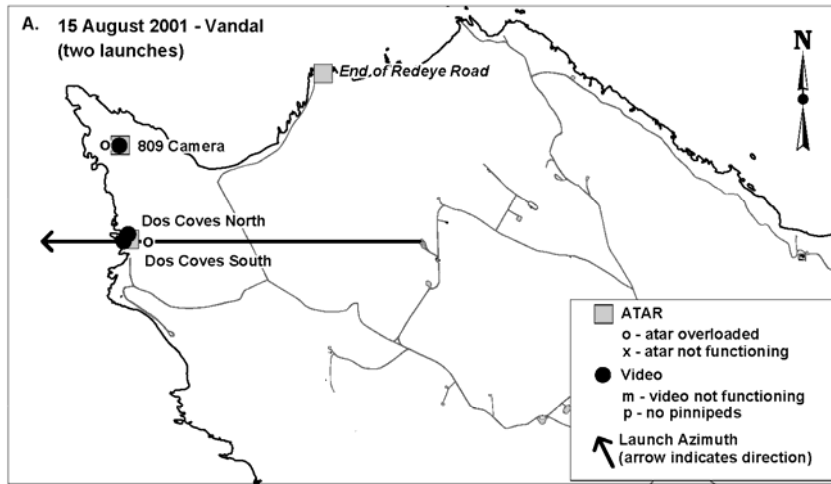 A. 15 August 2001 - Vandal
(two launches)
N
End of Redeye Road
o 809 Camera
Dos Coves North
o
Dos Coves South
ATAR
o - atar overloaded
x - atar not functioning
Video
m - video not functioning
p - no pinnipeds
Launch Azimuth
(arrow indicates direction)